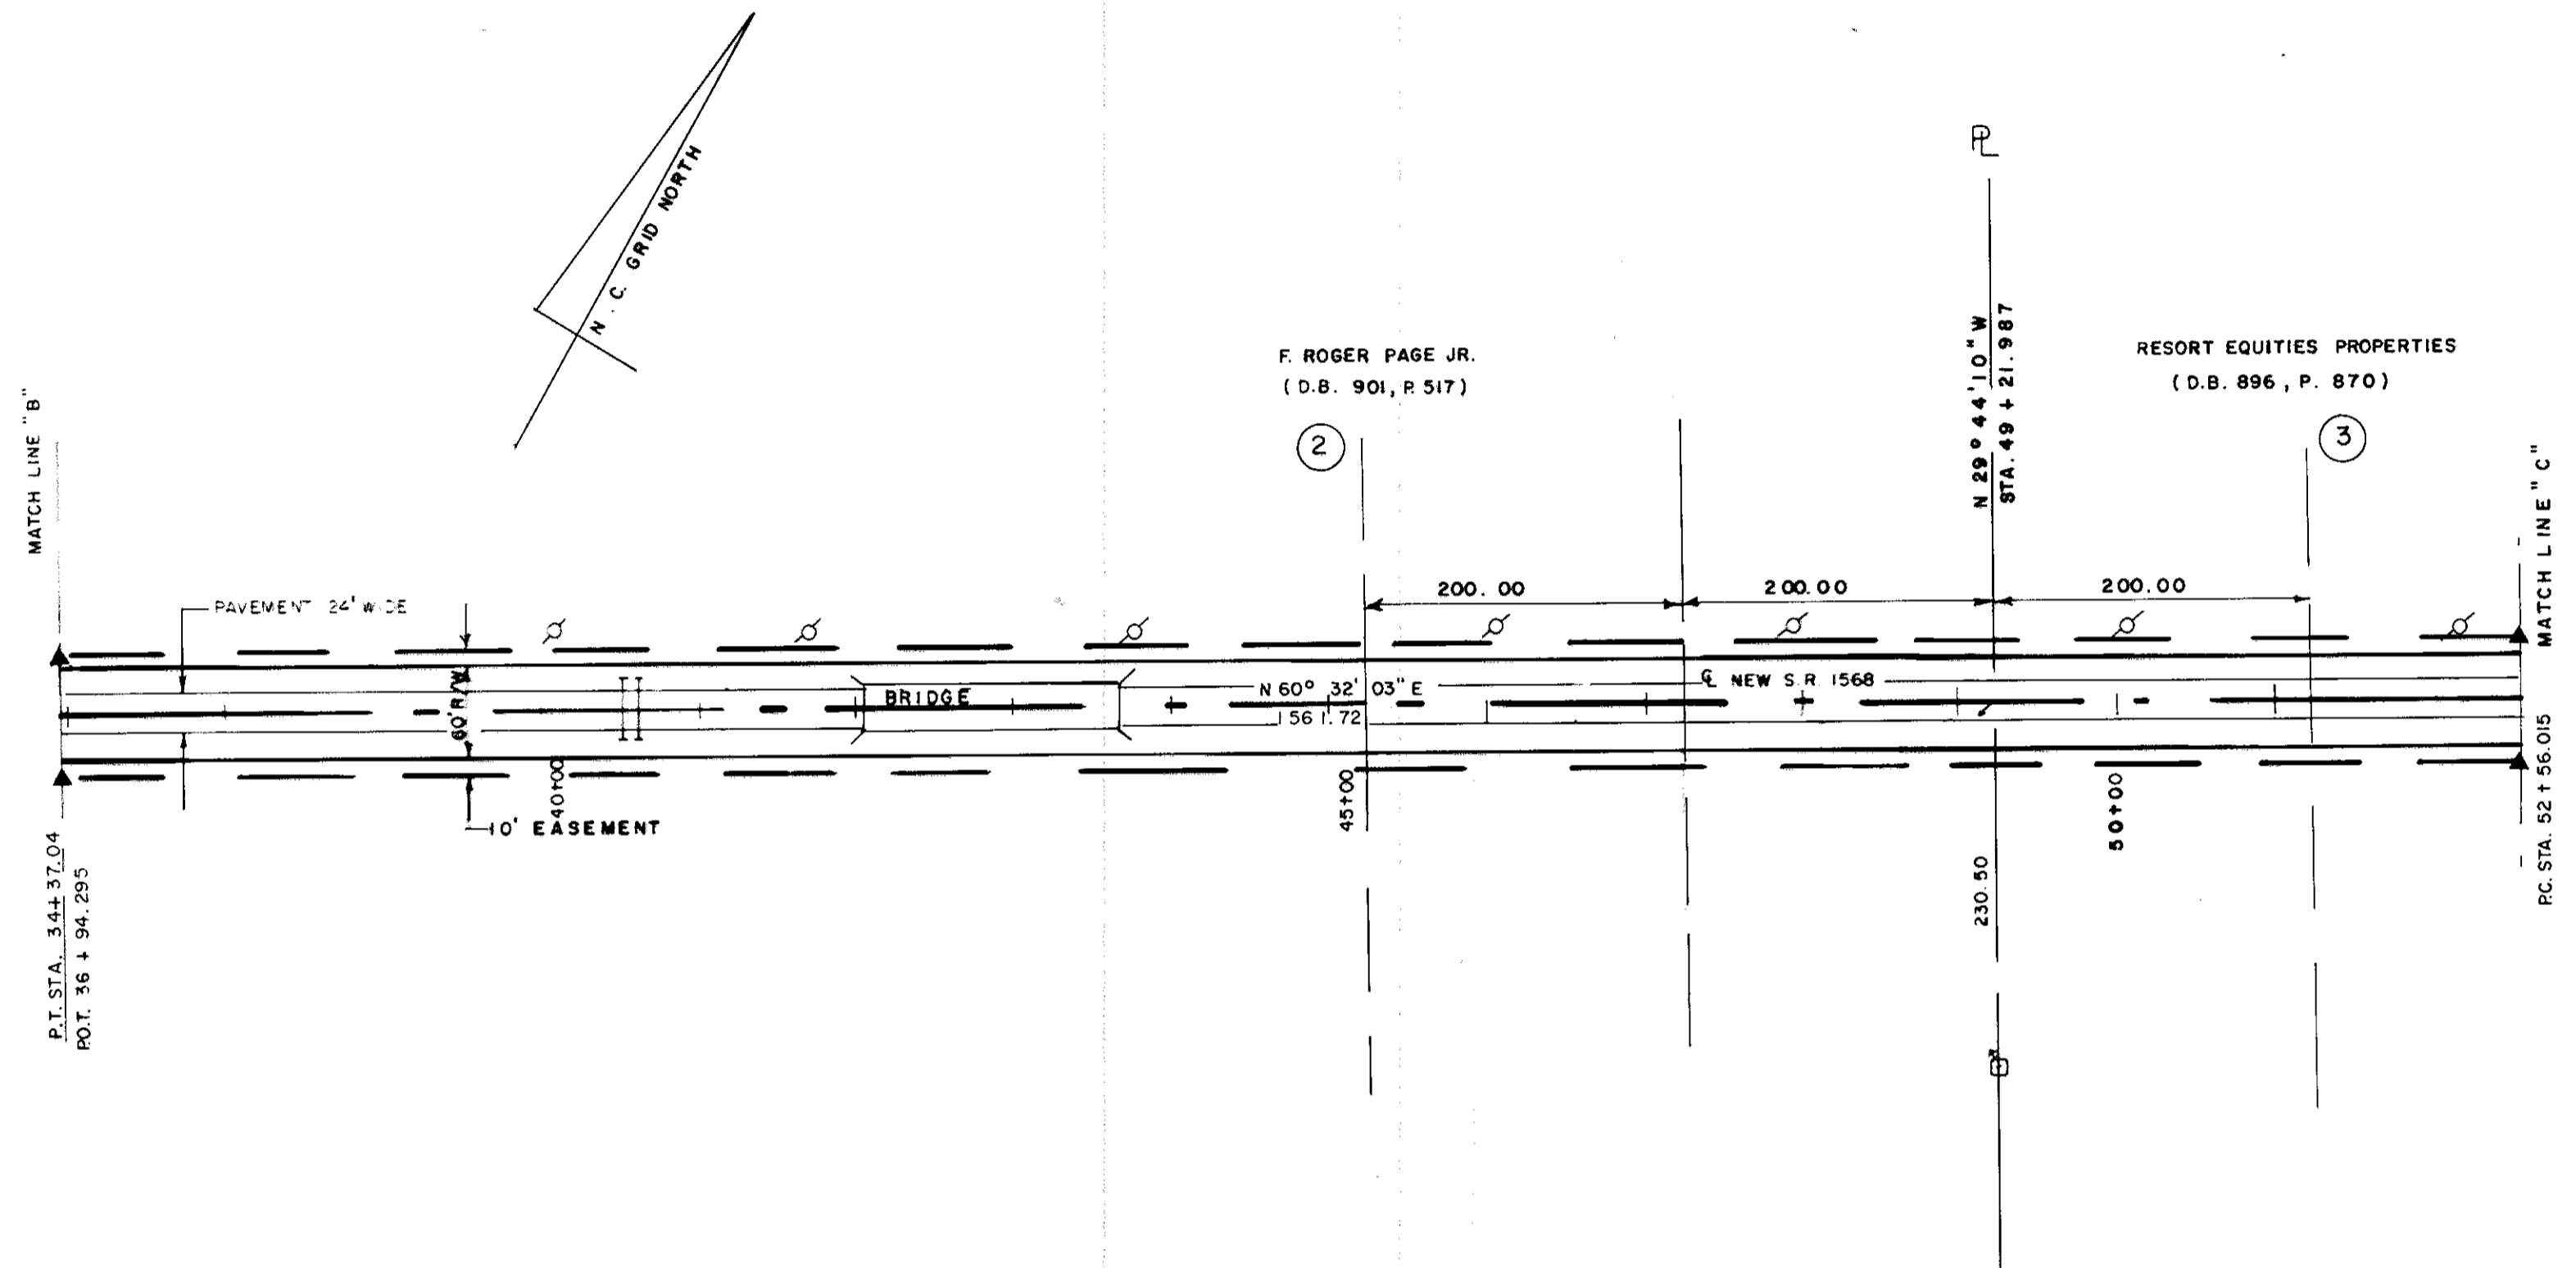 N. C. GRID NORTH
PL
F. ROGER PAGE JR.
(D.B. 901, P. 517)
2
N 29° 44' 10" W
STA. 49 + 21.987
RESORT EQUITIES PROPERTIES
(D.B. 896, P. 870)
3
MATCH LINE "B"
MATCH LINE "C"
PAVEMENT 24' WIDE
200.00
200.00
200.00
60' R/W
BRIDGE
N 60° 32' 03" E
1561.72
CL NEW S.R. 1568
40+00
45+00
50+00
10' EASEMENT
230.50
P.T. STA. 34+37.04
P.O.T. 36 + 94.295
P.C. STA. 52+56.015